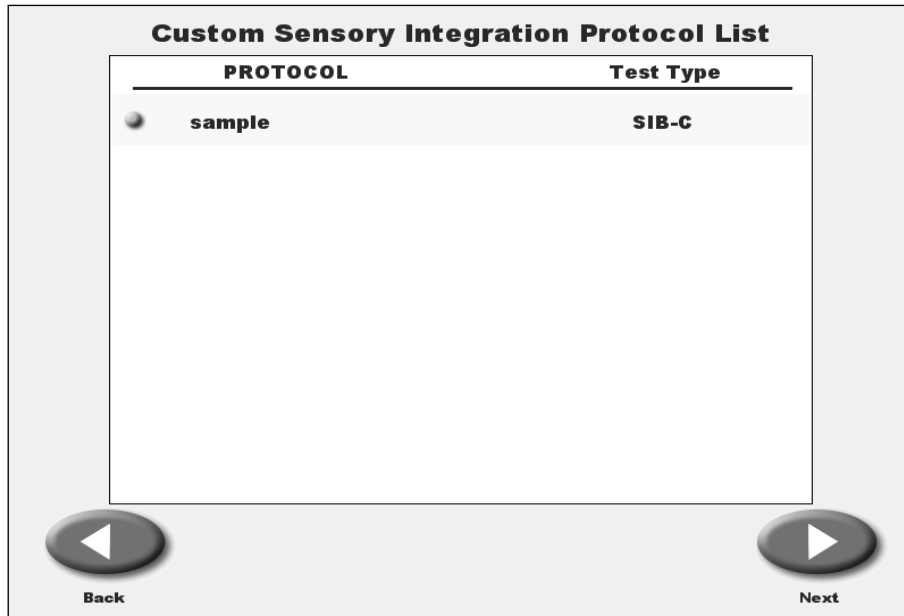 Custom Sensory Integration Protocol List
PROTOCOL Test Type
sample SIB-C
Back Next